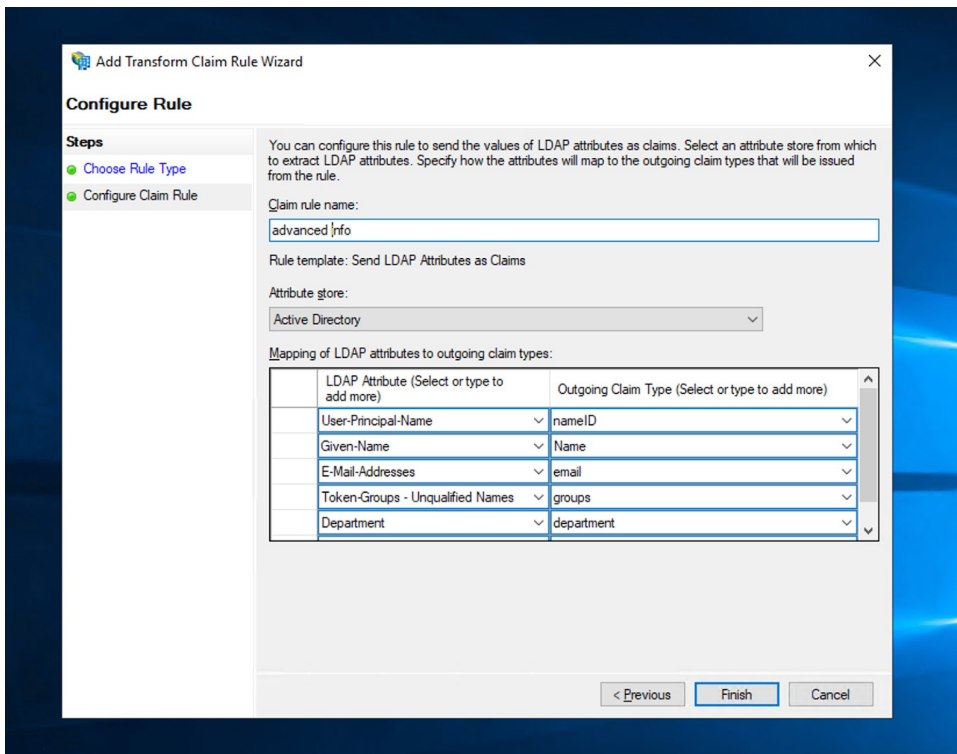 Add Transform Claim Rule Wizard
Configure Rule
Steps
Choose Rule Type
Configure Claim Rule
You can configure this rule to send the values of LDAP attributes as claims. Select an attribute store from which
to extract LDAP attributes. Specify how the attributes will map to the outgoing claim types that will be issued
from the rule.
Claim rule name:
advanced info
Rule template: Send LDAP Attributes as Claims
Attribute store:
Active Directory
Mapping of LDAP attributes to outgoing claim types:
LDAP Attribute (Select or type to
add more)
Outgoing Claim Type (Select or type to add more)
User-Principal-Name
nameID
Given-Name
Name
E-Mail-Addresses
email
Token-Groups - Unqualified Names
groups
Department
department
< Previous
Finish
Cancel